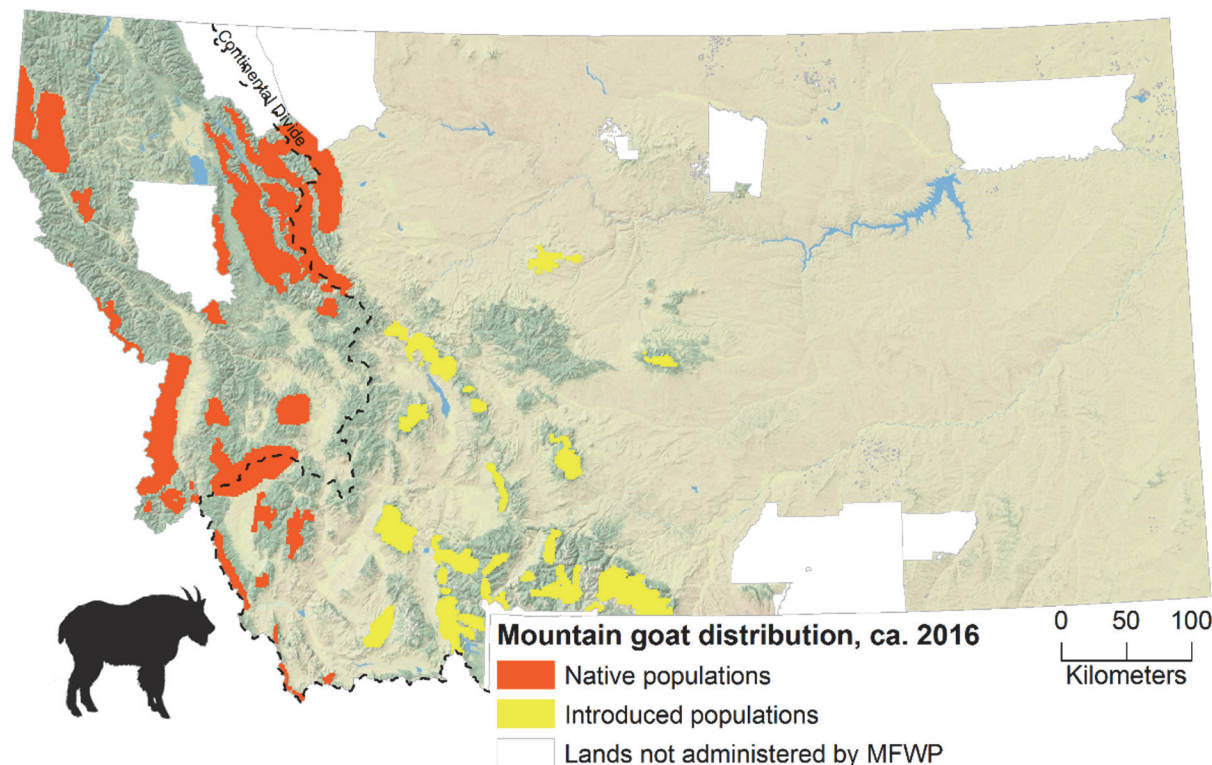 Continental Divide
Mountain goat distribution, ca. 2016
Native populations
Introduced populations
Lands not administered by MFWP
0 50 100
Kilometers